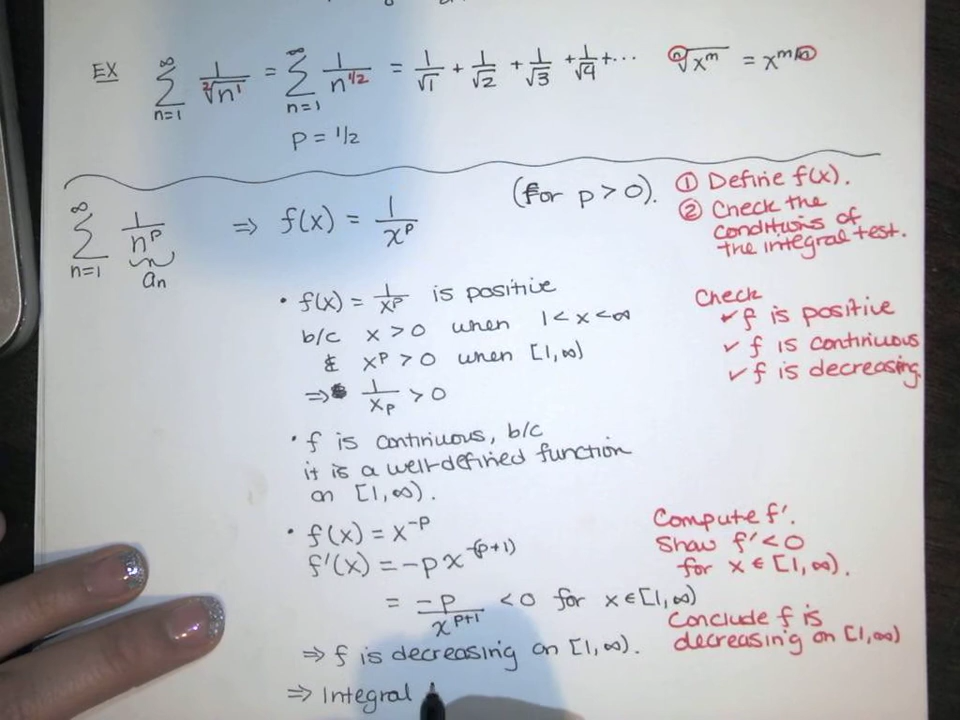 EX ∞∑n=1 1/²√n¹ = ∞∑n=1 1/n^1/2 = 1/√1 + 1/√2 + 1/√3 + 1/√4 + ··· ⁿ√x^m = x^m/n
p = 1/2
∞∑n=1 1/n^p ⇒ f(x) = 1/x^p (for p > 0).
an
① Define f(x).
② Check the
conditions of
the integral test.
• f(x) = 1/x^p is positive
b/c x > 0 when 1 < x < ∞
& x^p > 0 when [1, ∞)
⇒ 1/xp > 0
Check
✓ f is positive
✓ f is continuous
✓ f is decreasing.
• f is continuous, b/c
it is a well-defined function
on [1, ∞).
• f(x) = x^-p
f'(x) = -px^-(p+1)
= -p/x^p+1 < 0 for x ∈ [1, ∞)
⇒ f is decreasing on [1, ∞).
⇒ Integral
Compute f'.
Show f' < 0
for x ∈ [1, ∞).
Conclude f is
decreasing on [1, ∞)